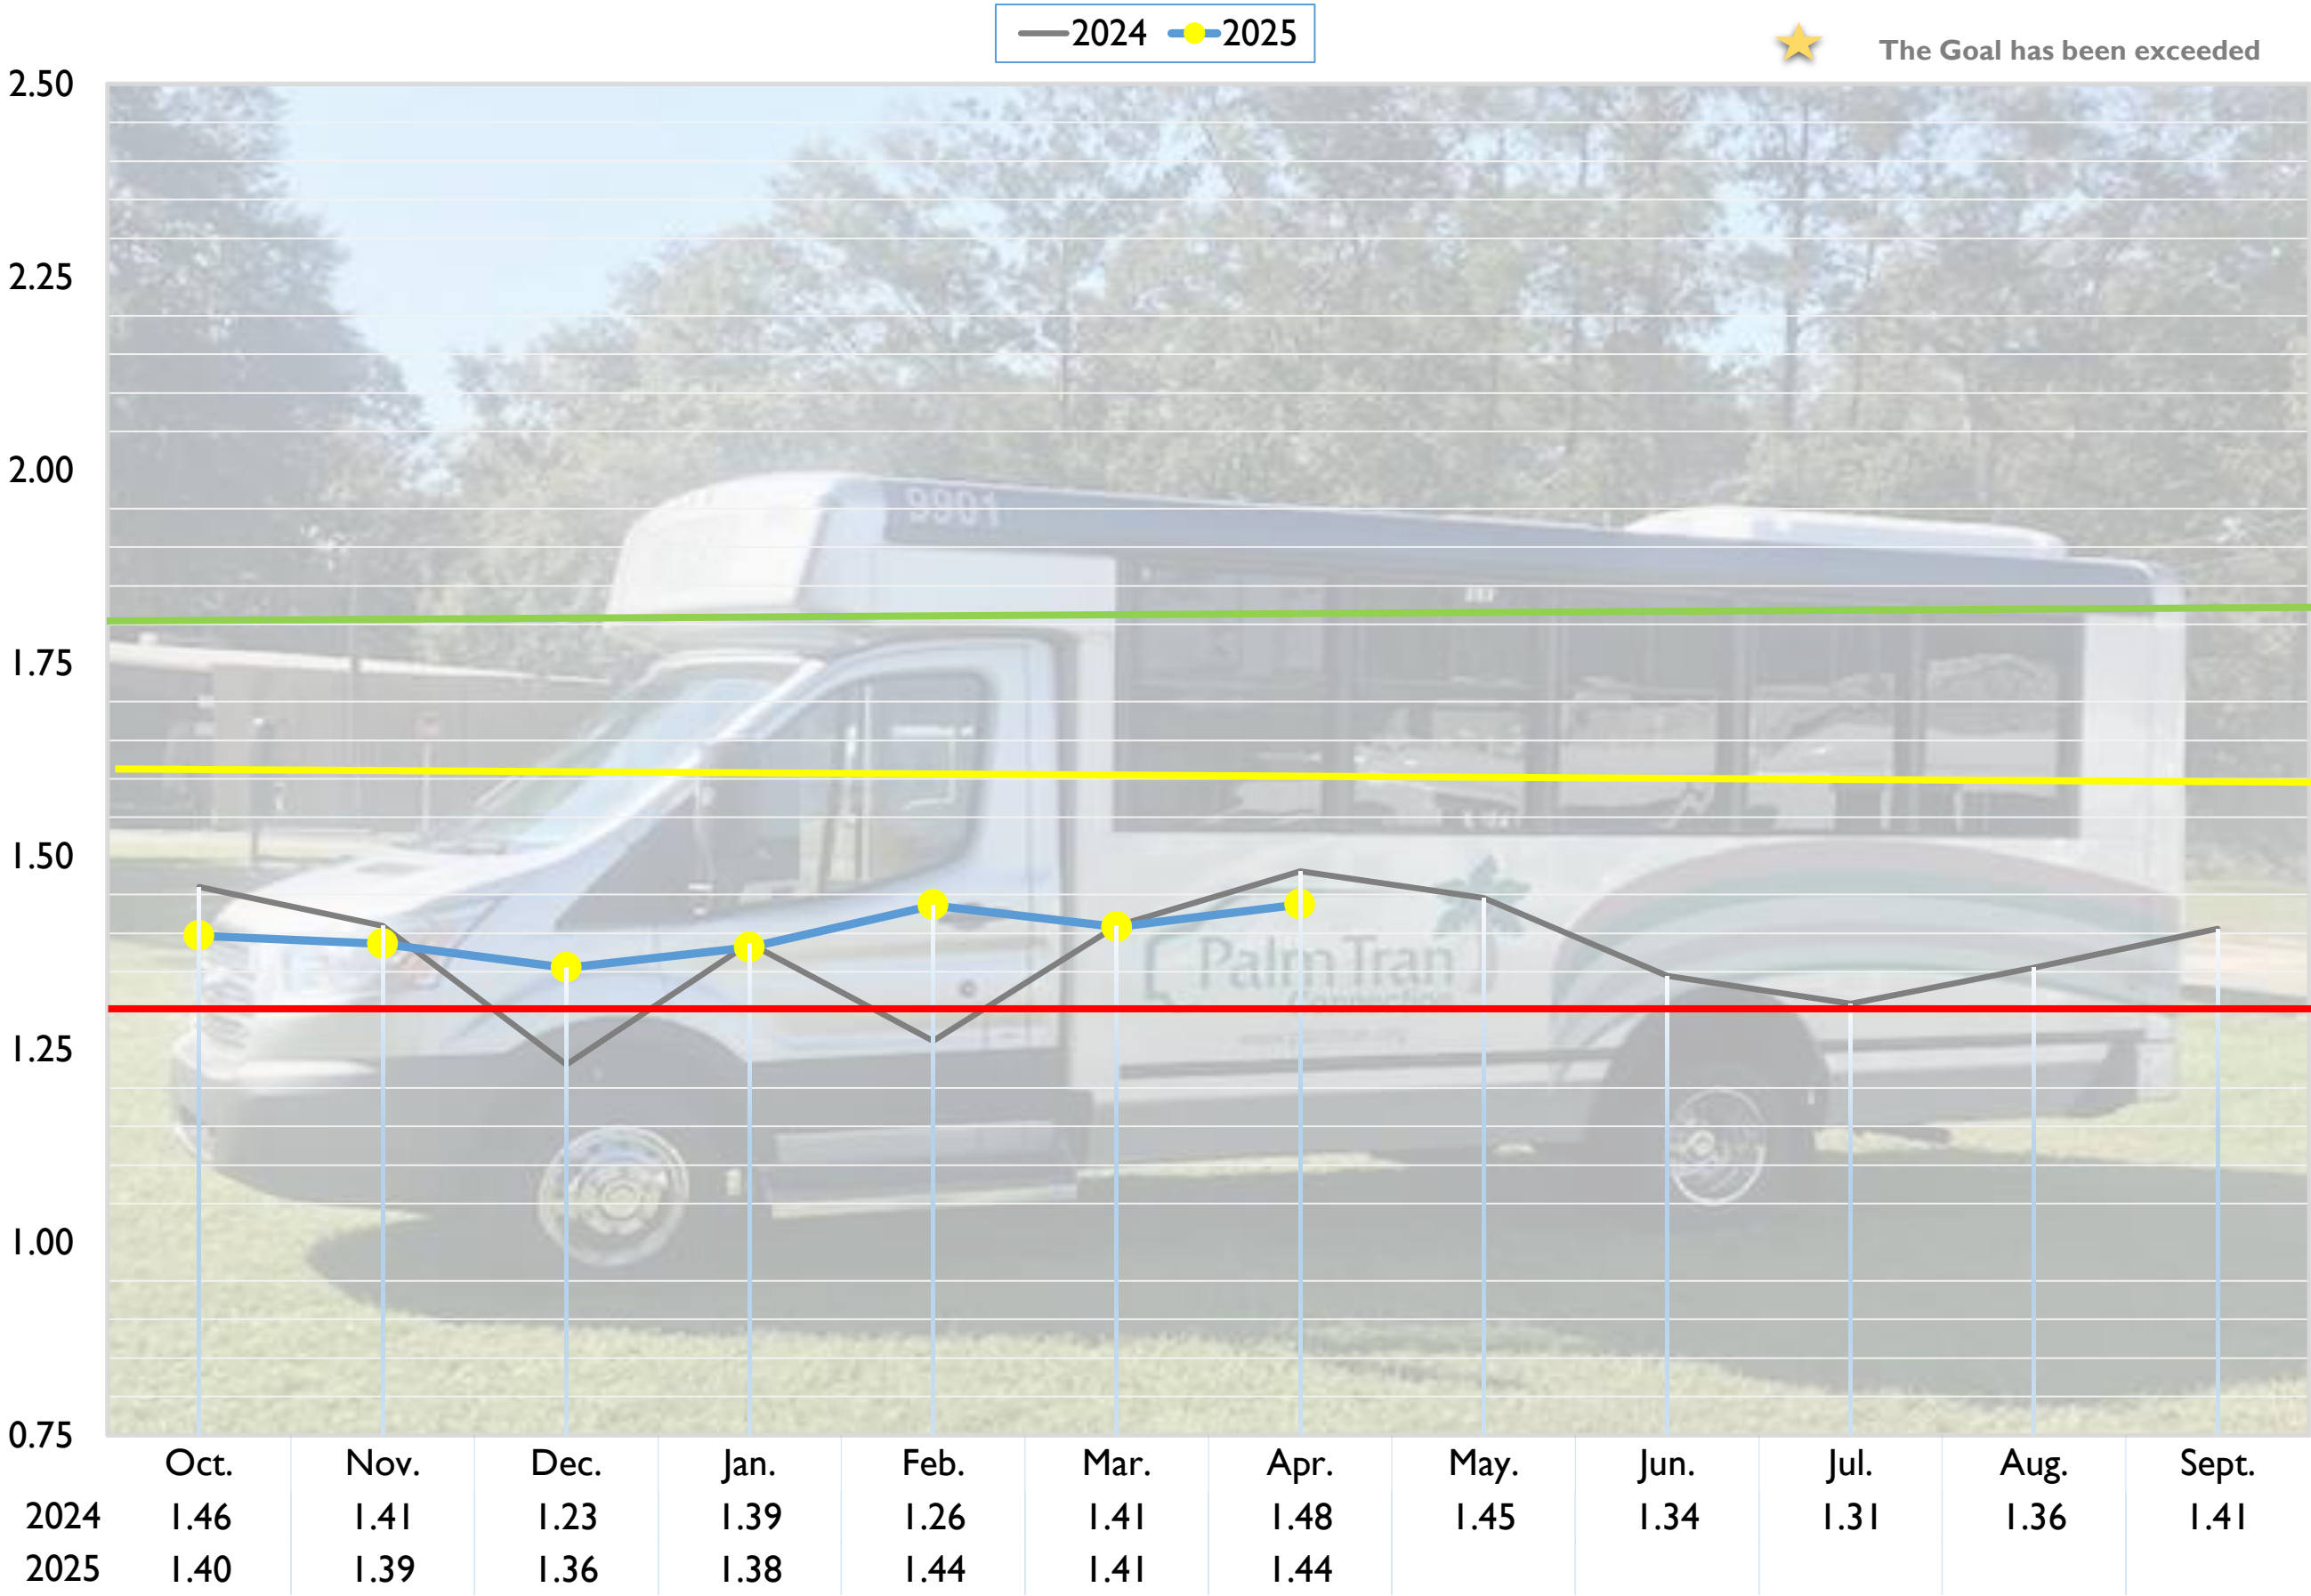 2024 2025
The Goal has been exceeded
2.50
2.25
2.00
1.75
1.50
1.25
1.00
0.75
9901
PalmTran
Connection
Oct. Nov. Dec. Jan. Feb. Mar. Apr. May. Jun. Jul. Aug. Sept.
2024 1.46 1.41 1.23 1.39 1.26 1.41 1.48 1.45 1.34 1.31 1.36 1.41
2025 1.40 1.39 1.36 1.38 1.44 1.41 1.44